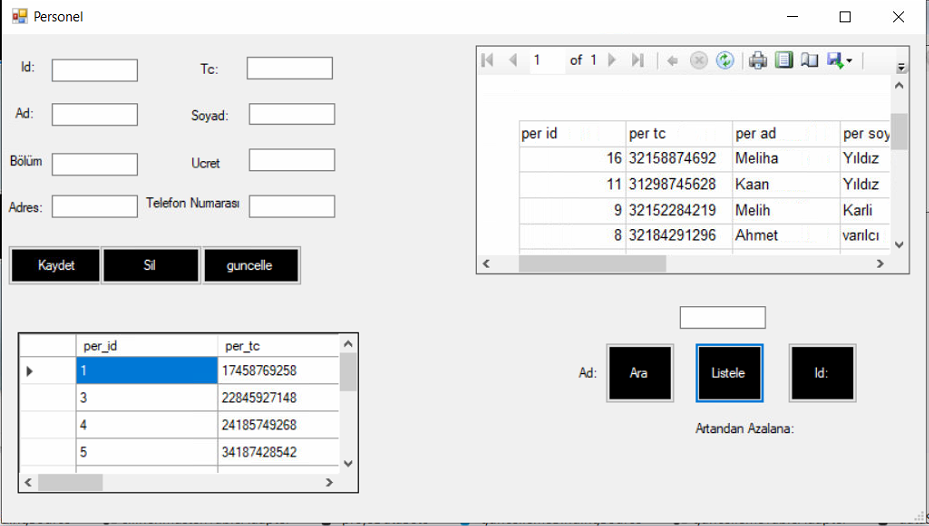 Personel
Id:
Tc:
Ad:
Soyad:
Bölüm
Ucret
Adres:
Telefon Numarası
Kaydet
Sil
guncelle
per_id
per_tc
1
17458769258
3
22845927148
4
24185749268
5
34187428542
1 of 1
per id
per tc
per ad
per soy
16
32158874692
Meliha
Yıldız
11
31298745628
Kaan
Yıldız
9
32152284219
Melih
Karli
8
32184291296
Ahmet
varılcı
Ad:
Ara
Listele
Id:
Artandan Azalana: